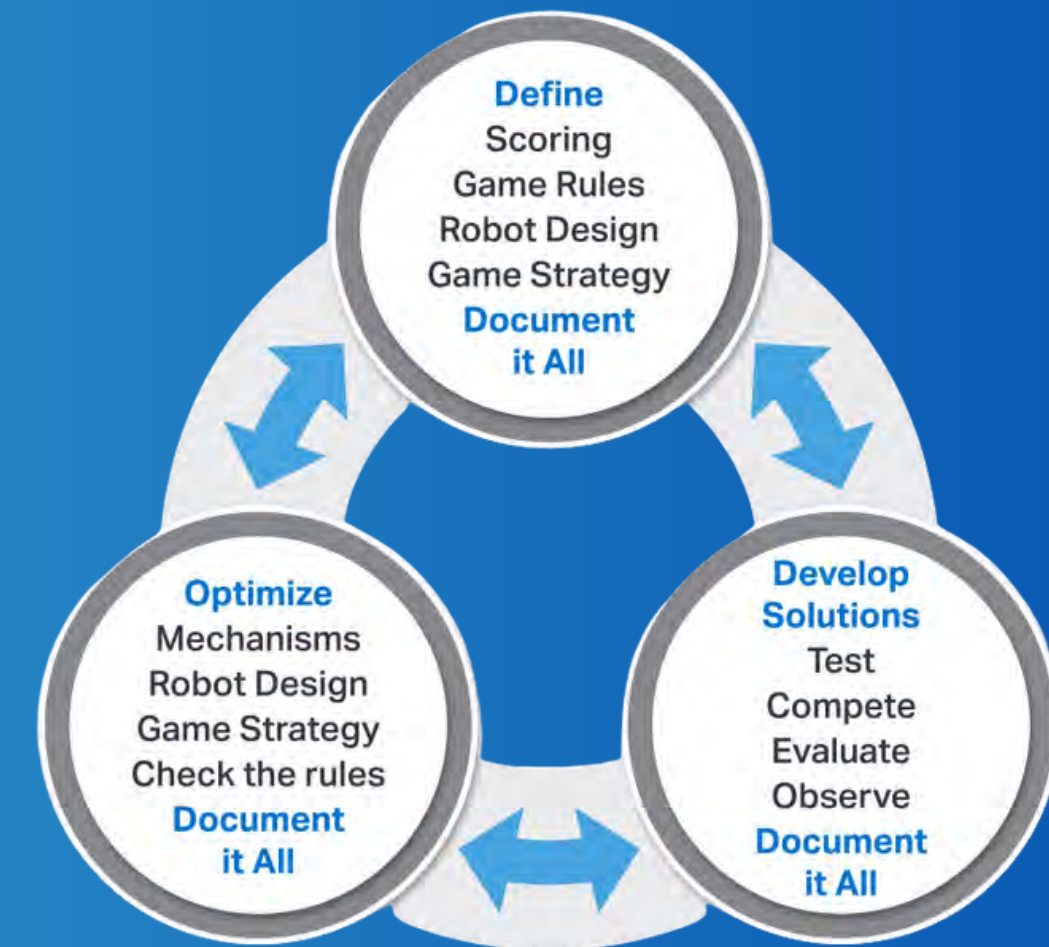 Define
Scoring
Game Rules
Robot Design
Game Strategy
Document
it All
Optimize
Mechanisms
Robot Design
Game Strategy
Check the rules
Document
it All
Develop
Solutions
Test
Compete
Evaluate
Observe
Document
it All